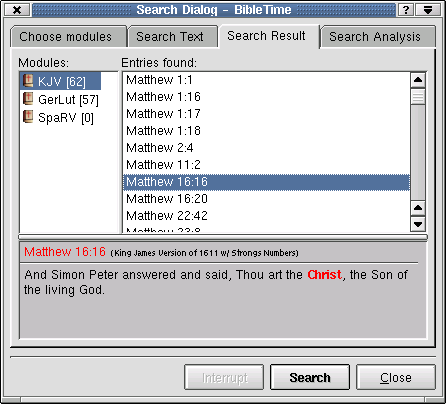 Search Dialog - BibleTime
Choose modules Search Text Search Result Search Analysis
Modules: Entries found:
KJV [62]
GerLut [57]
SpaRV [0]
Matthew 1:1
Matthew 1:16
Matthew 1:17
Matthew 1:18
Matthew 2:4
Matthew 11:2
Matthew 16:16
Matthew 16:20
Matthew 22:42
Matthew 23:8
Matthew 16:16 (King James Version of 1611 w/ Strongs Numbers)
And Simon Peter answered and said, Thou art the Christ, the Son of
the living God.
Interrupt Search Close